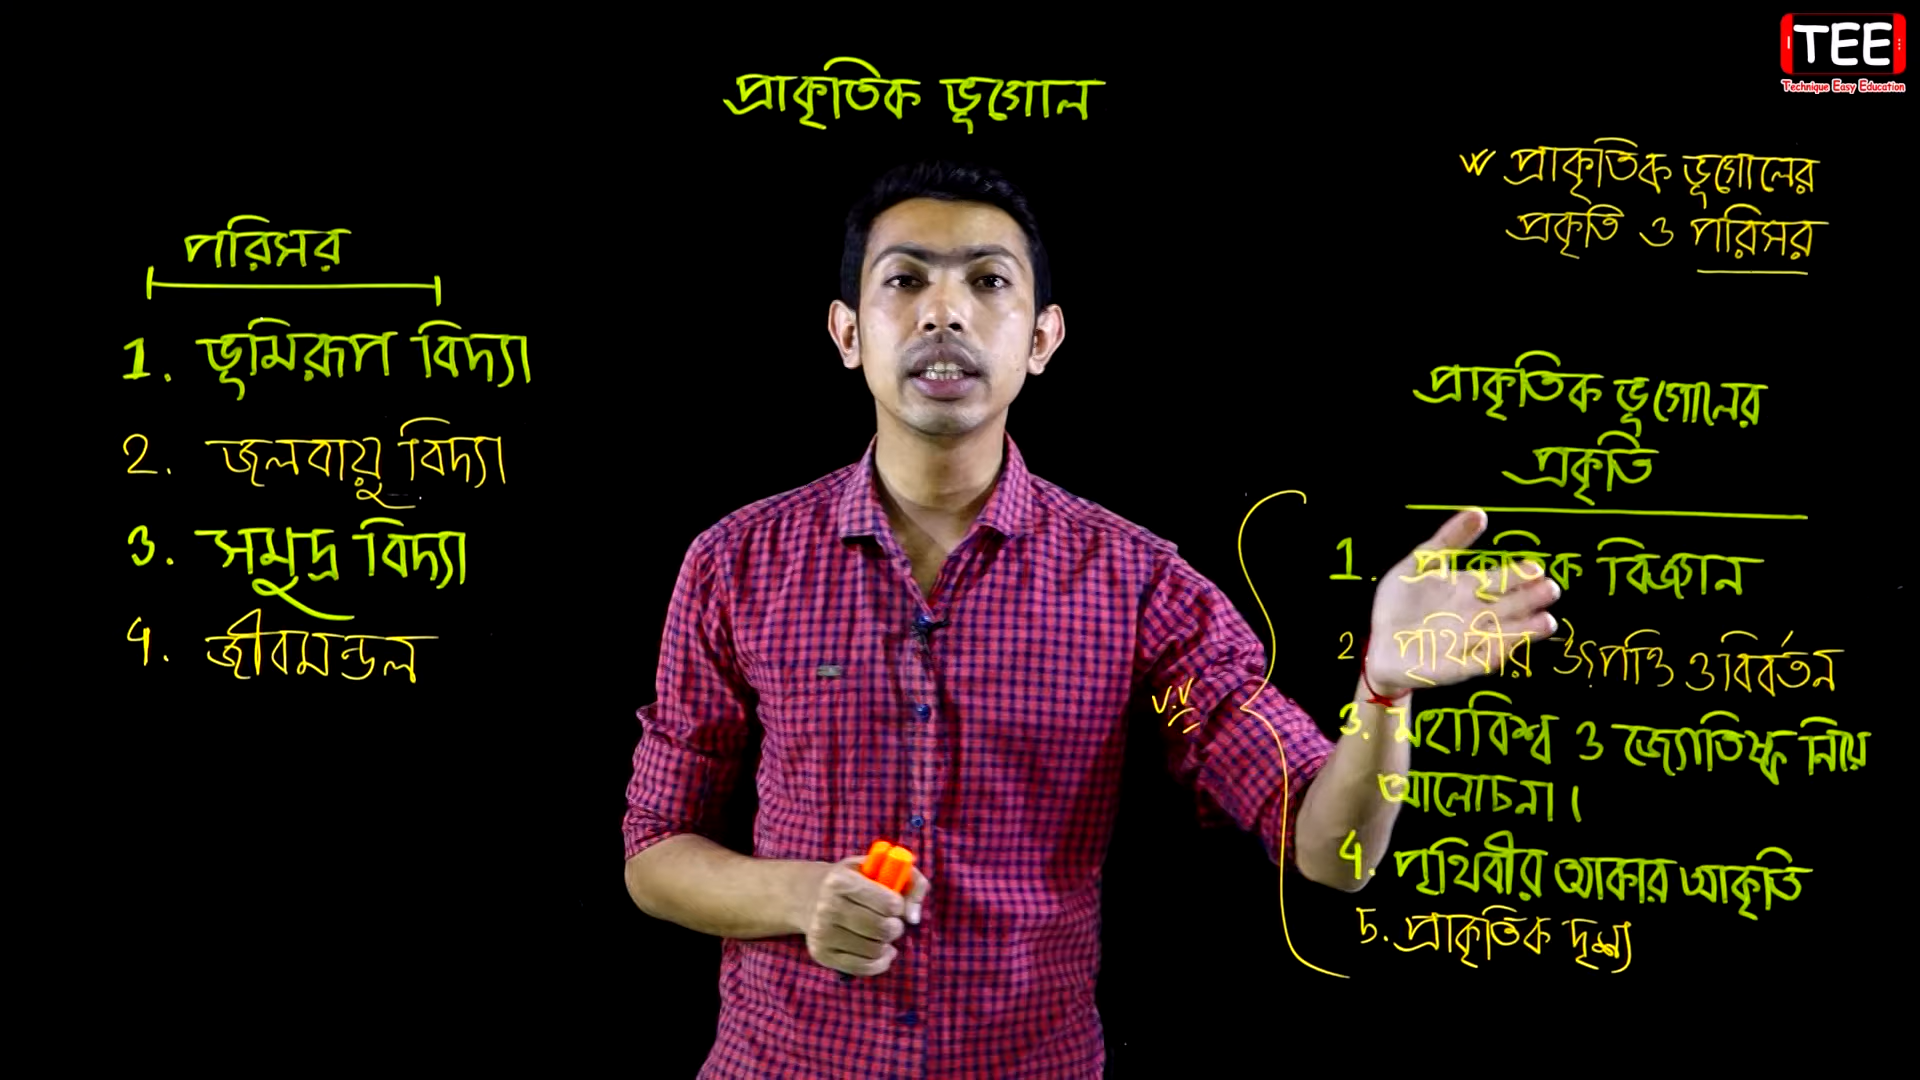 TEE
Technique Easy Education
প্রাকৃতিক ভূগোল
পরিসর
1. ভূমিরূপ বিদ্যা
2. জলবায়ু বিদ্যা
3. সমুদ্র বিদ্যা
4. জীবমন্ডল
প্রাকৃতিক ভূগোলের
প্রকৃতি ও পরিসর
প্রাকৃতিক ভূগোলের
প্রকৃতি
1. প্রাকৃতিক বিজ্ঞান
2. পৃথিবীর উৎপত্তি ও বিবর্তন
3. মহাবিশ্ব ও জ্যোতিষ্ক নিয়ে
আলোচনা।
4. পৃথিবীর আকার আকৃতি
5. প্রাকৃতিক দৃশ্য